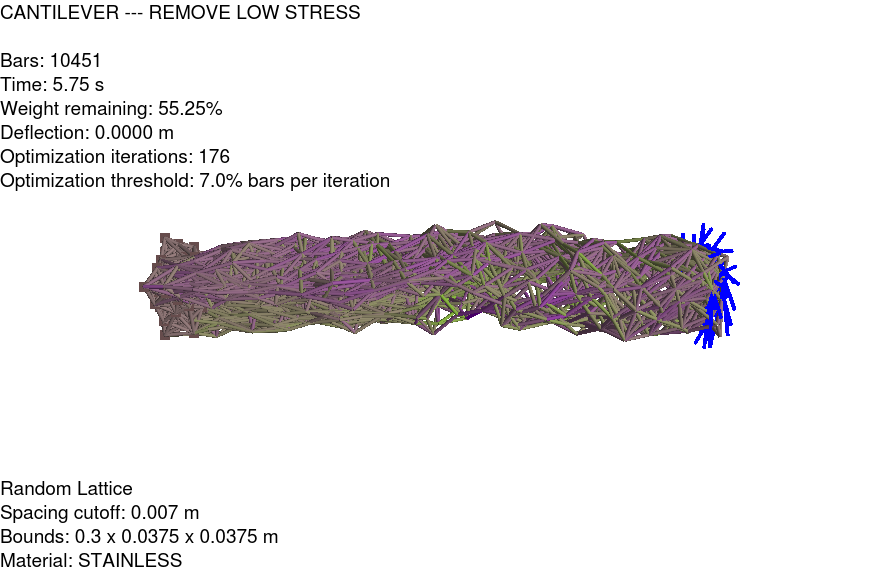 CANTILEVER --- REMOVE LOW STRESS
Bars: 10451
Time: 5.75 s
Weight remaining: 55.25%
Deflection: 0.0000 m
Optimization iterations: 176
Optimization threshold: 7.0% bars per iteration
Random Lattice
Spacing cutoff: 0.007 m
Bounds: 0.3 x 0.0375 x 0.0375 m
Material: STAINLESS